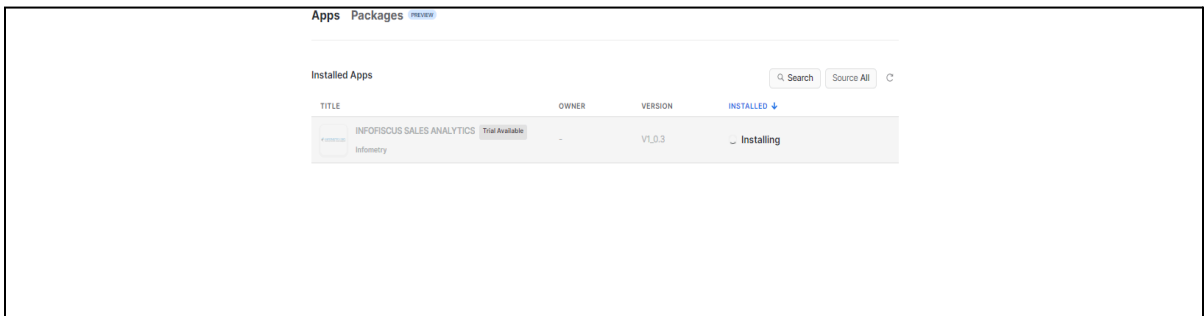 Apps Packages PREVIEW
Installed Apps
Search Source All
TITLE OWNER VERSION INSTALLED
INFOFISCUS SALES ANALYTICS Trial Available
Infometry
- V1_0.3 Installing